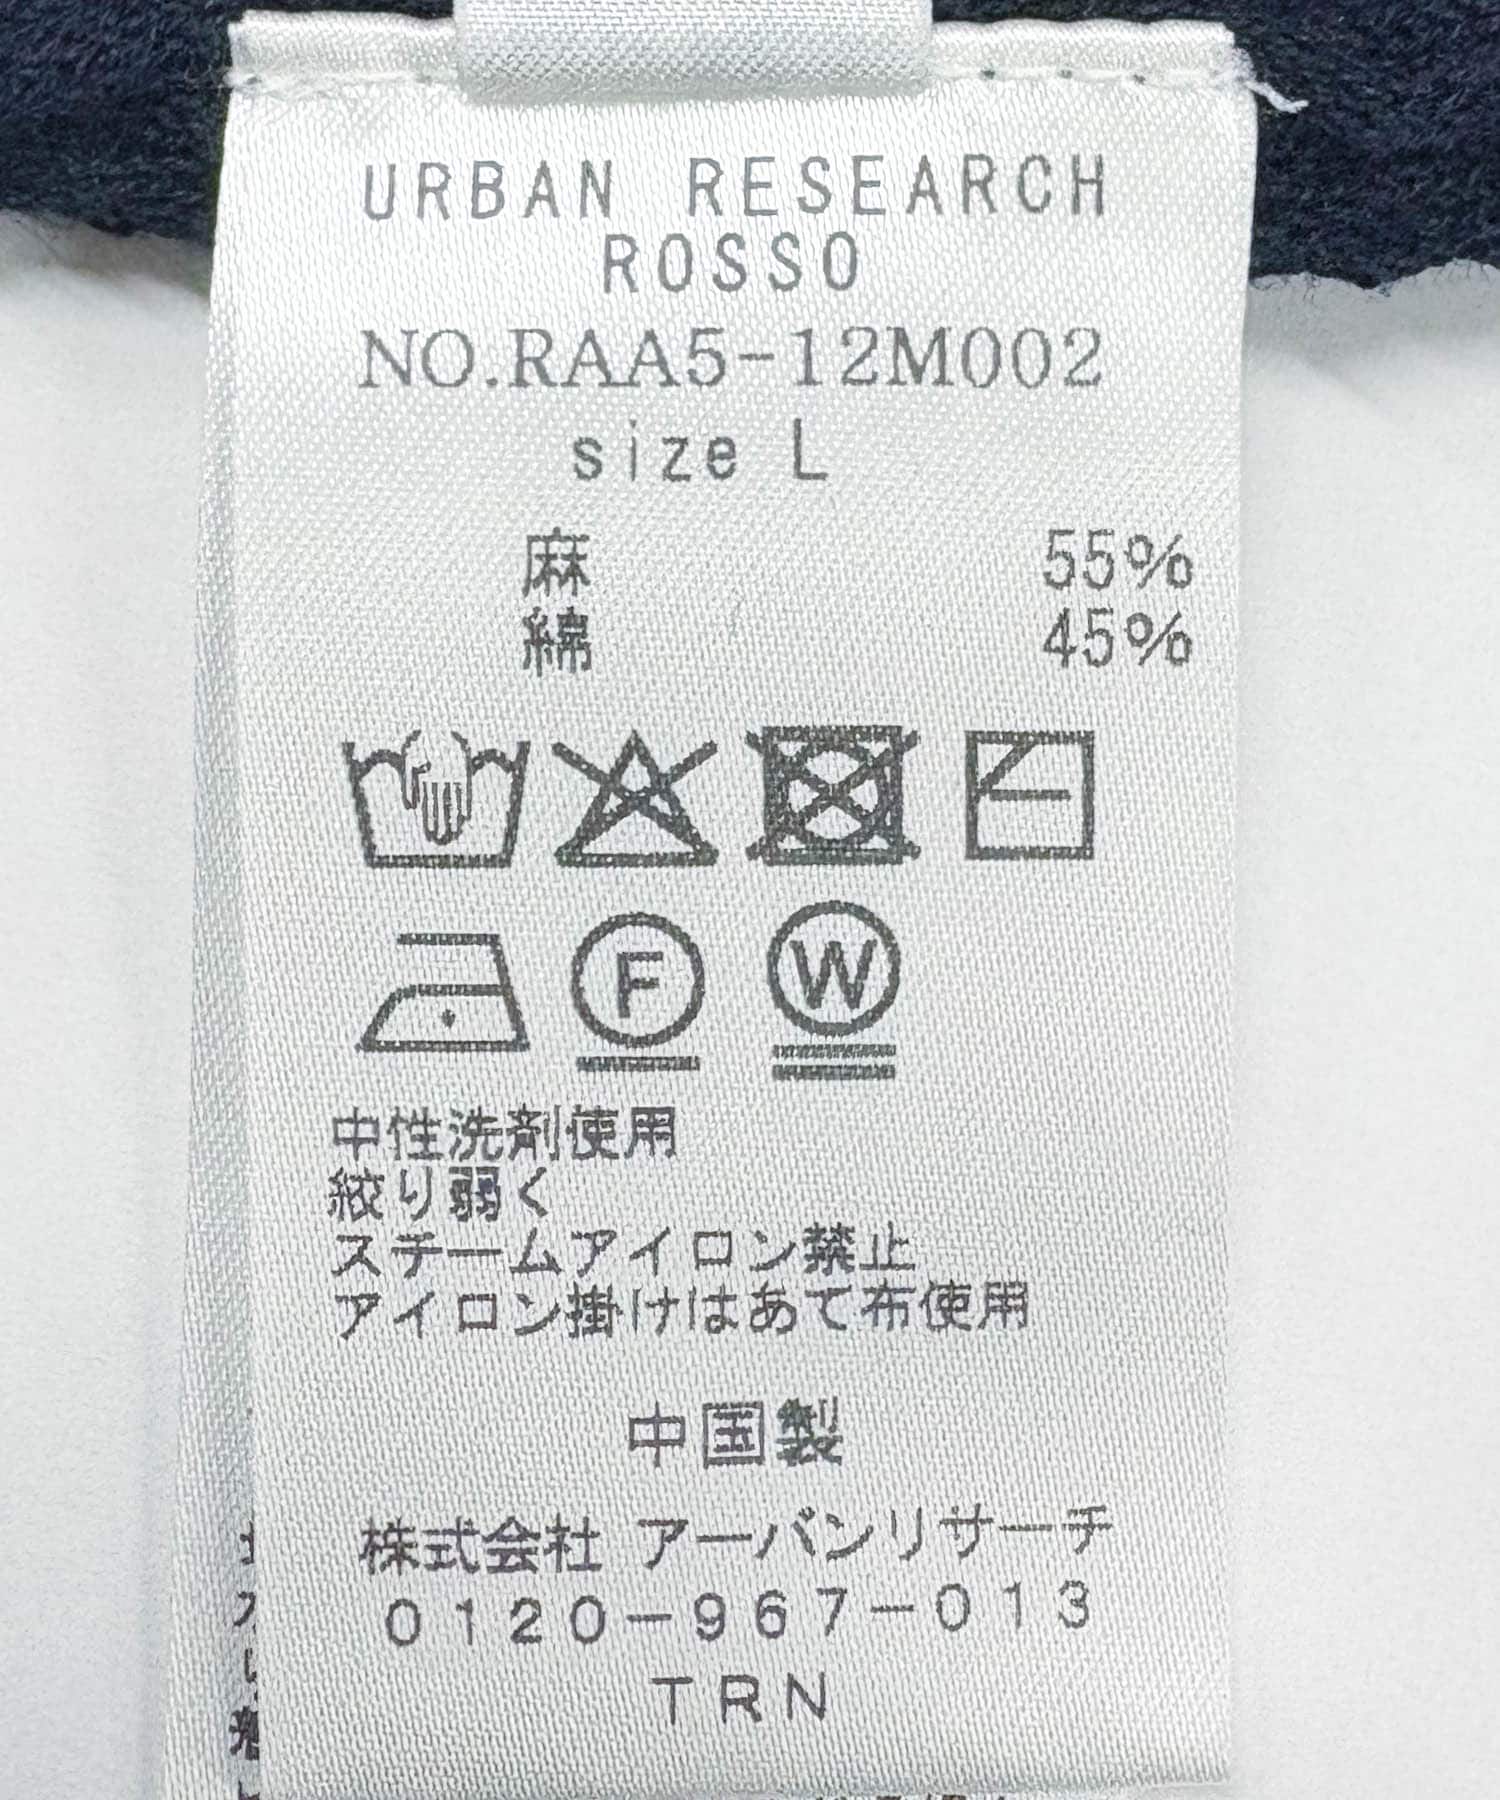 URBAN RESEARCH
ROSSO
NO.RAA5-12M002
size L
麻 55%
綿 45%
F W
中性洗剤使用
絞り弱く
スチームアイロン禁止
アイロン掛けはあて布使用
中国製
株式会社 アーバンリサーチ
0120-967-013
TRN